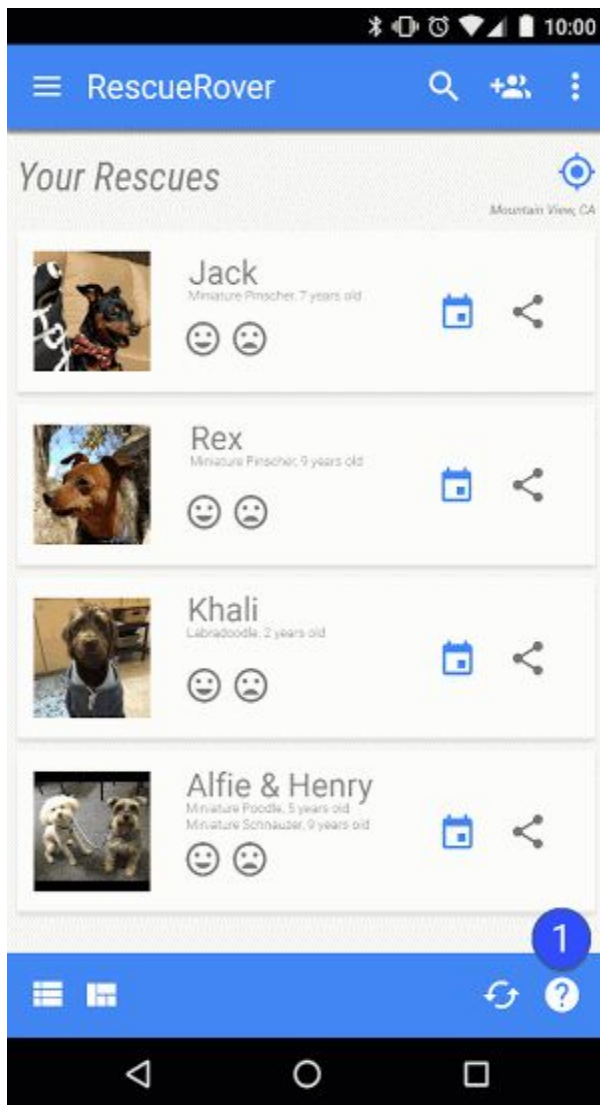 10:00
RescueRover
Your Rescues
Mountain View, CA
Jack
Miniature Pinscher, 7 years old
Rex
Miniature Pinscher, 9 years old
Khali
Labradoodle, 2 years old
Alfie & Henry
Miniature Poodle, 5 years old
Miniature Schnauzer, 9 years old
1
?